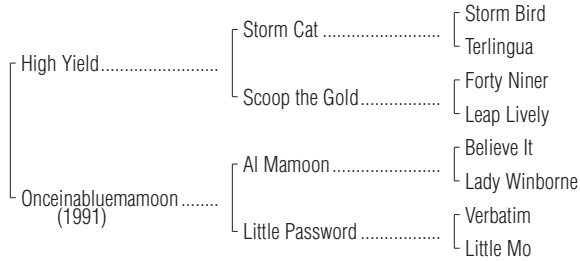 Storm Bird
Storm Cat ........................
Terlingua
High Yield........................
Forty Niner
Scoop the Gold................
Leap Lively
Believe It
Al Mamoon ......................
Lady Winborne
Onceinabluemamoon ........
(1991)
Verbatim
Little Password ................
Little Mo